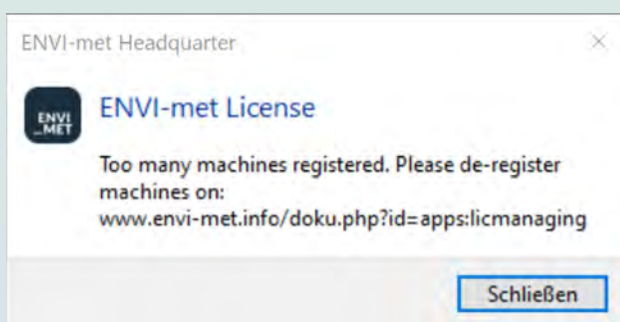 ENVI-met Headquarter
ENVI
_MET
ENVI-met License
Too many machines registered. Please de-register
machines on:
www.envi-met.info/doku.php?id=apps:licmanaging
Schließen